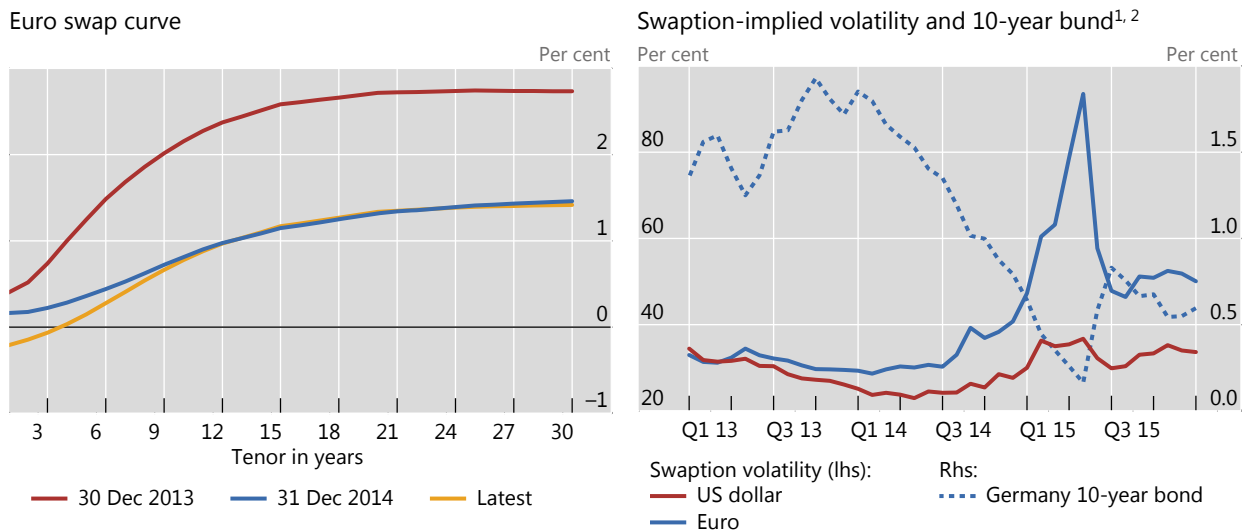 Euro swap curve
Per cent
2
1
0
–1
3 6 9 12 15 18 21 24 27 30
Tenor in years
30 Dec 2013 31 Dec 2014 Latest
Swaption-implied volatility and 10-year bund1, 2
Per cent Per cent
80 1.5
60 1.0
40 0.5
20 0.0
Q1 13 Q3 13 Q1 14 Q3 14 Q1 15 Q3 15
Swaption volatility (lhs): Rhs:
US dollar Germany 10-year bond
Euro